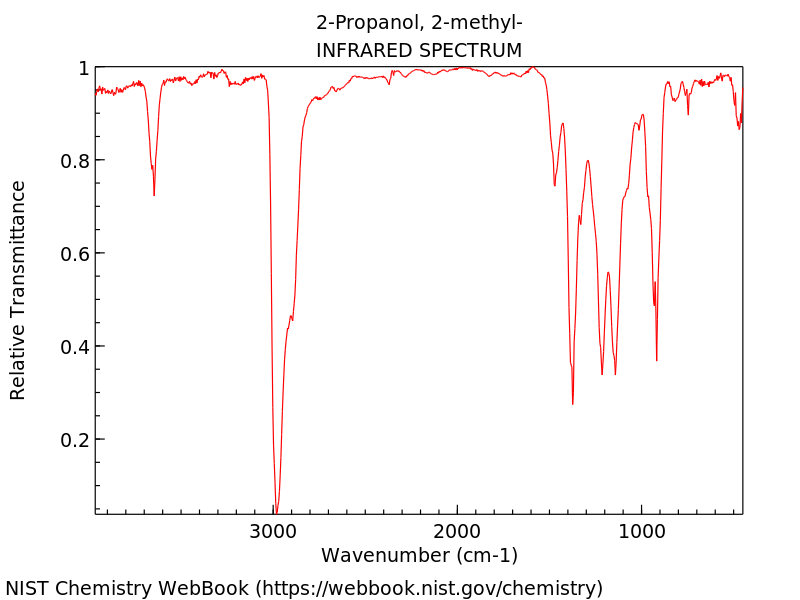 2-Propanol, 2-methyl-
INFRARED SPECTRUM
1
0.8
0.6
0.4
0.2
Relative Transmittance
3000 2000 1000
Wavenumber (cm-1)
NIST Chemistry WebBook (https://webbook.nist.gov/chemistry)